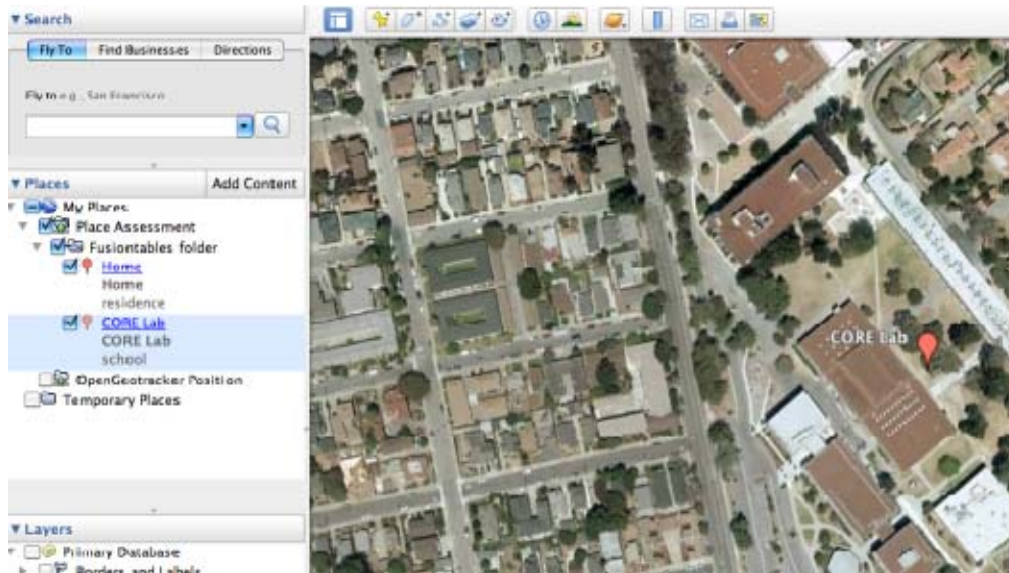 Search
Fly To Find Businesses Directions
Fly to e.g., San Francisco
Places Add Content
My Places
Place Assessment
Fusiontables folder
Home
Home
residence
CORE Lab
CORE Lab
school
OpenGeotracker Position
Temporary Places
Layers
Primary Database
Borders and Labels
CORE Lab